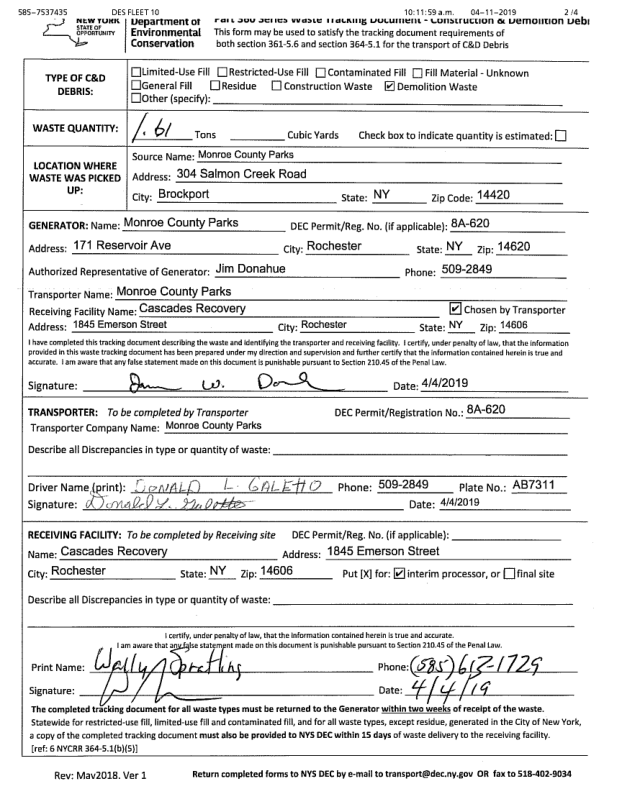 585-7537435 DES FLEET 10 10:11:59 a.m. 04-11-2019 2/4
NEW YORK STATE OF OPPORTUNITY Department of Environmental Conservation
Part 360 Series Waste Tracking Document - Construction & Demolition Debi
This form may be used to satisfy the tracking document requirements of
both section 361-5.6 and section 364-5.1 for the transport of C&D Debris
TYPE OF C&D DEBRIS:
☐Limited-Use Fill ☐Restricted-Use Fill ☐Contaminated Fill ☐Fill Material - Unknown
☐General Fill ☐Residue ☐Construction Waste ☑Demolition Waste
☐Other (specify):
WASTE QUANTITY: 1.61 Tons Cubic Yards Check box to indicate quantity is estimated: ☐
LOCATION WHERE WASTE WAS PICKED UP:
Source Name: Monroe County Parks
Address: 304 Salmon Creek Road
City: Brockport State: NY Zip Code: 14420
GENERATOR: Name: Monroe County Parks DEC Permit/Reg. No. (if applicable): 8A-620
Address: 171 Reservoir Ave City: Rochester State: NY Zip: 14620
Authorized Representative of Generator: Jim Donahue Phone: 509-2849
Transporter Name: Monroe County Parks
Receiving Facility Name: Cascades Recovery ☑ Chosen by Transporter
Address: 1845 Emerson Street City: Rochester State: NY Zip: 14606
I have completed this tracking document describing the waste and identifying the transporter and receiving facility. I certify, under penalty of law, that the information
provided in this waste tracking document has been prepared under my direction and supervision and further certify that the information contained herein is true and
accurate. I am aware that any false statement made on this document is punishable pursuant to Section 210.45 of the Penal Law.
Signature: W. Date: 4/4/2019
TRANSPORTER: To be completed by Transporter DEC Permit/Registration No.: 8A-620
Transporter Company Name: Monroe County Parks
Describe all Discrepancies in type or quantity of waste:
Driver Name (print): DONALD L. GALETTO Phone: 509-2849 Plate No.: AB7311
Signature: Donald L. Date: 4/4/2019
RECEIVING FACILITY: To be completed by Receiving site DEC Permit/Reg. No. (if applicable):
Name: Cascades Recovery Address: 1845 Emerson Street
City: Rochester State: NY Zip: 14606 Put [X] for: ☑interim processor, or ☐final site
Describe all Discrepancies in type or quantity of waste:
I certify, under penalty of law, that the information contained herein is true and accurate.
I am aware that any false statement made on this document is punishable pursuant to Section 210.45 of the Penal Law.
Print Name: Wally Phone: (585) 617-1729
Signature: Date: 4/4/19
The completed tracking document for all waste types must be returned to the Generator within two weeks of receipt of the waste.
Statewide for restricted-use fill, limited-use fill and contaminated fill, and for all waste types, except residue, generated in the City of New York,
a copy of the completed tracking document must also be provided to NYS DEC within 15 days of waste delivery to the receiving facility.
[ref: 6 NYCRR 364-5.1(b)(5)]
Rev: May2018. Ver 1 Return completed forms to NYS DEC by e-mail to transport@dec.ny.gov OR fax to 518-402-9034